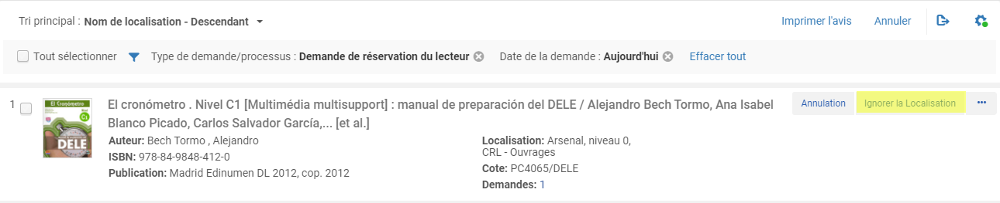 Tri principal : Nom de localisation - Descendant
Imprimer l'avis Annuler
Tout sélectionner Type de demande/processus : Demande de réservation du lecteur Date de la demande : Aujourd'hui Effacer tout
1
El Cronómetro
Nivel
C1
DELE
El cronómetro . Nivel C1 [Multimédia multisupport] : manual de preparación del DELE / Alejandro Bech Tormo, Ana Isabel
Blanco Picado, Carlos Salvador García,... [et al.]
Annulation Ignorer la Localisation
Auteur: Bech Tormo , Alejandro
ISBN: 978-84-9848-412-0
Publication: Madrid Edinumen DL 2012, cop. 2012
Localisation: Arsenal, niveau 0,
CRL - Ouvrages
Cote: PC4065/DELE
Demandes: 1